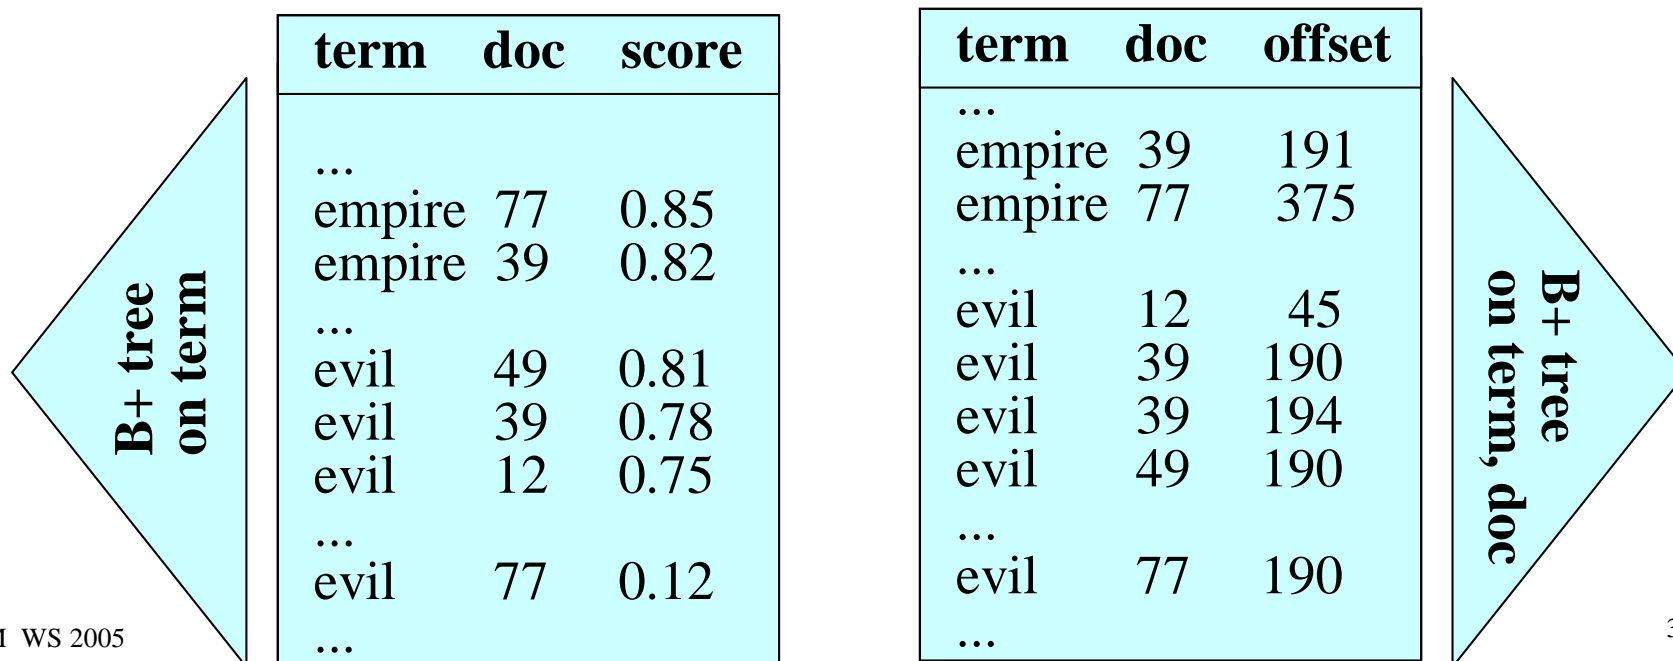 B+ tree
on term
term doc score
...
empire 77 0.85
empire 39 0.82
...
evil 49 0.81
evil 39 0.78
evil 12 0.75
...
evil 77 0.12
...
term doc offset
...
empire 39 191
empire 77 375
...
evil 12 45
evil 39 190
evil 39 194
evil 49 190
...
evil 77 190
...
B+ tree
on term, doc
WS 2005